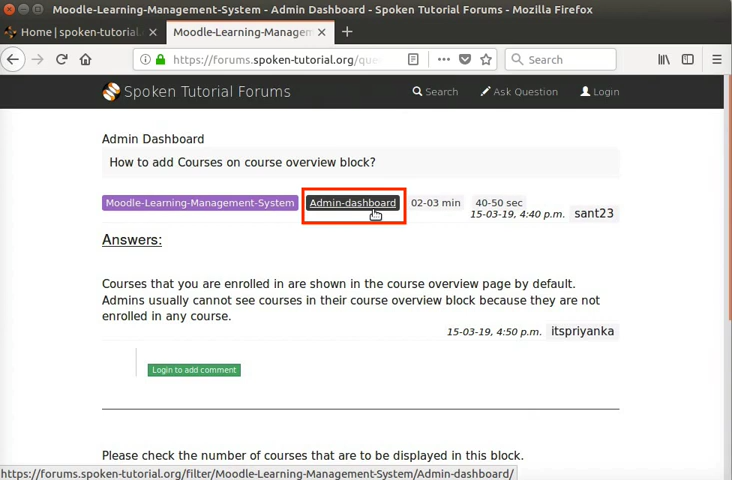 Moodle-Learning-Management-System - Admin Dashboard - Spoken Tutorial Forums - Mozilla Firefox
Home | spoken-tutorial.
Moodle-Learning-Managem
https://forums.spoken-tutorial.org/que
Search
Spoken Tutorial Forums
Search
Ask Question
Login
Admin Dashboard
How to add Courses on course overview block?
Moodle-Learning-Management-System Admin-dashboard 02-03 min 40-50 sec
15-03-19, 4:40 p.m. sant23
Answers:
Courses that you are enrolled in are shown in the course overview page by default.
Admins usually cannot see courses in their course overview block because they are not
enrolled in any course.
15-03-19, 4:50 p.m. itspriyanka
Login to add comment
Please check the number of courses that are to be displayed in this block.
https://forums.spoken-tutorial.org/filter/Moodle-Learning-Management-System/Admin-dashboard/